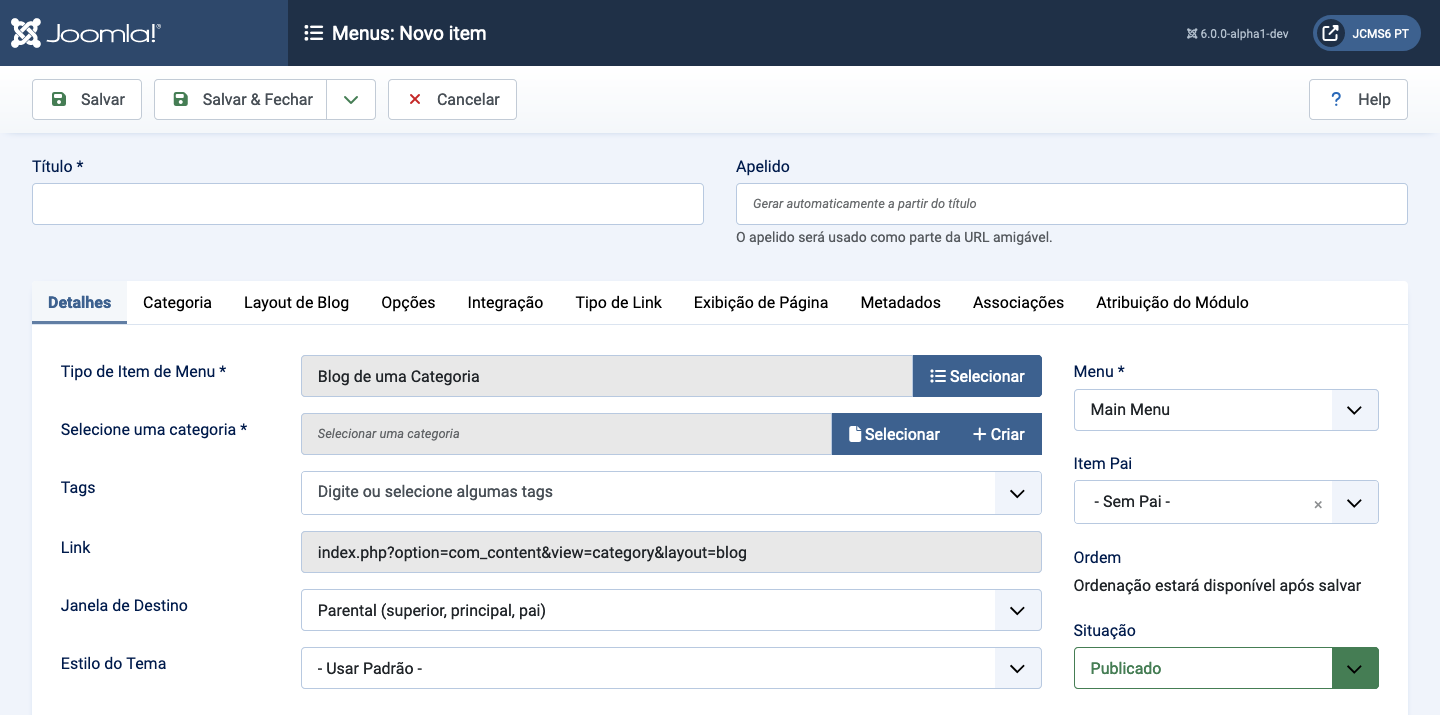 Joomla!®
Menus: Novo item
6.0.0-alpha1-dev
JCMS6 PT
Salvar
Salvar & Fechar
Cancelar
? Help
Título *
Apelido
Gerar automaticamente a partir do título
O apelido será usado como parte da URL amigável.
Detalhes Categoria Layout de Blog Opções Integração Tipo de Link Exibição de Página Metadados Associações Atribuição do Módulo
Tipo de Item de Menu *
Blog de uma Categoria
Selecionar
Selecione uma categoria *
Selecionar uma categoria
Selecionar
Criar
Tags
Digite ou selecione algumas tags
Link
index.php?option=com_content&view=category&layout=blog
Janela de Destino
Parental (superior, principal, pai)
Estilo do Tema
- Usar Padrão -
Menu *
Main Menu
Item Pai
- Sem Pai - ×
Ordem
Ordenação estará disponível após salvar
Situação
Publicado